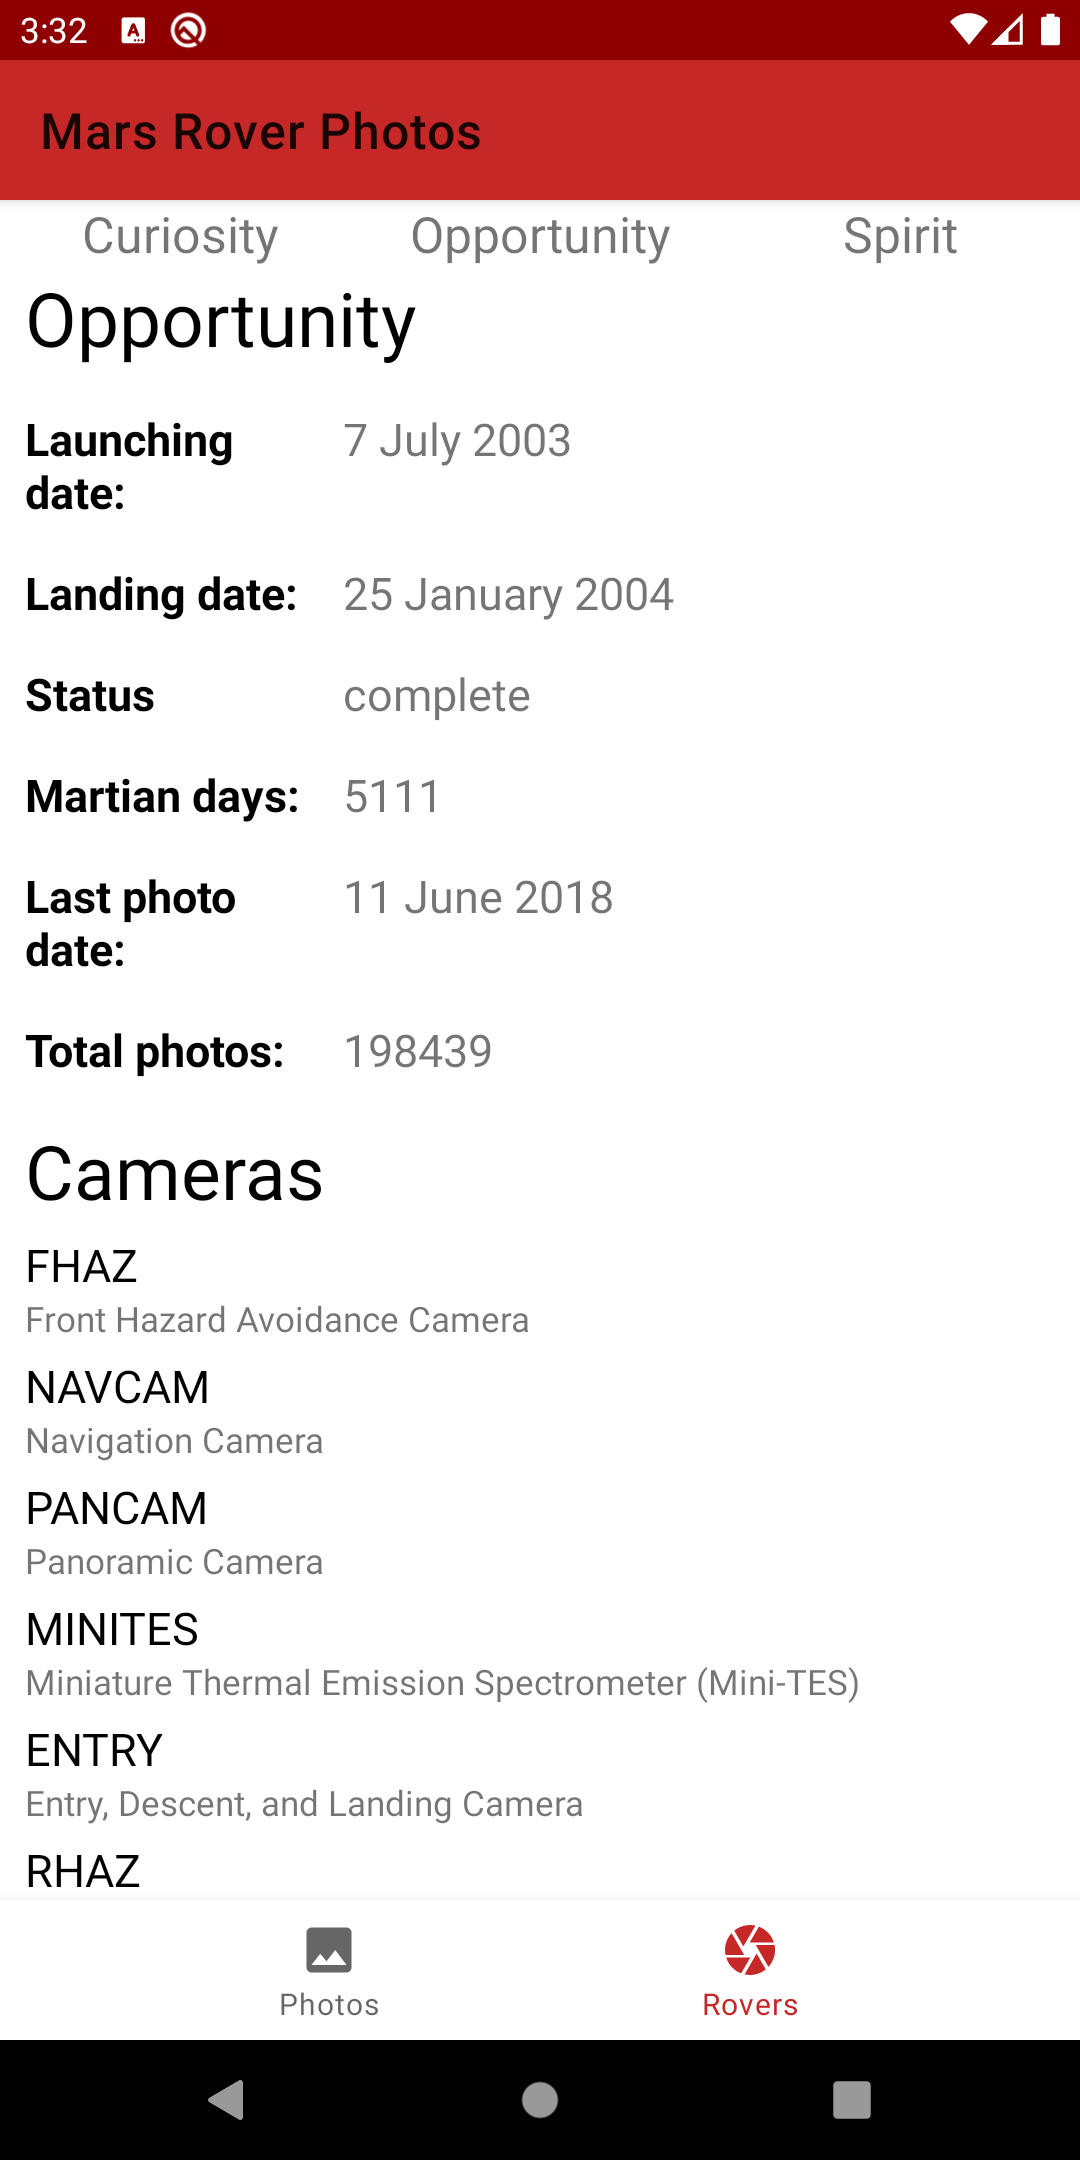 3:32
Mars Rover Photos
Curiosity Opportunity Spirit
Opportunity
Launching date: 7 July 2003
Landing date: 25 January 2004
Status complete
Martian days: 5111
Last photo date: 11 June 2018
Total photos: 198439
Cameras
FHAZ
Front Hazard Avoidance Camera
NAVCAM
Navigation Camera
PANCAM
Panoramic Camera
MINITES
Miniature Thermal Emission Spectrometer (Mini-TES)
ENTRY
Entry, Descent, and Landing Camera
RHAZ
Photos Rovers